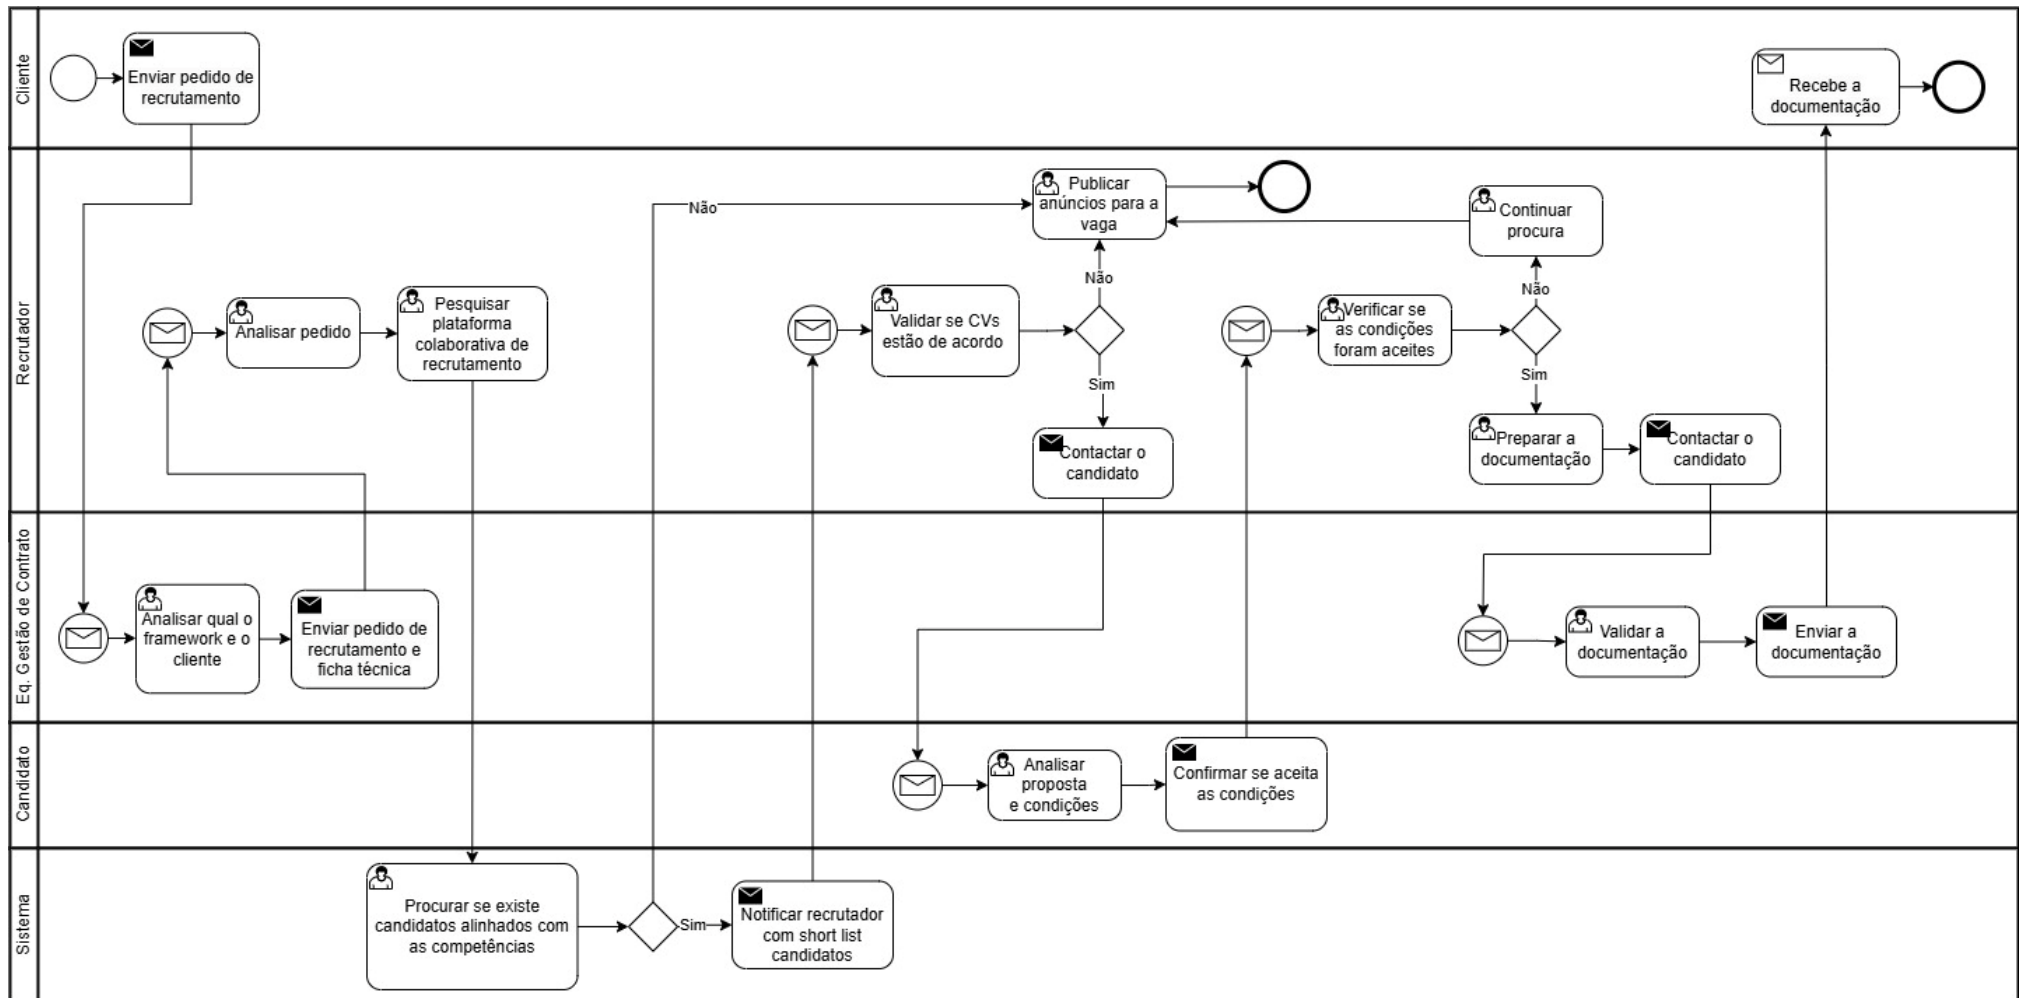 Cliente
Enviar pedido de
recrutamento
Recebe a
documentação
Recrutador
Analisar pedido
Pesquisar
plataforma
colaborativa de
recrutamento
Não
Publicar
anúncios para a
vaga
Continuar
procura
Validar se CVs
estão de acordo
Não
Sim
Contactar o
candidato
Verificar se
as condições
foram aceites
Não
Sim
Preparar a
documentação
Contactar o
candidato
Eq. Gestão de Contrato
Analisar qual o
framework e o
cliente
Enviar pedido de
recrutamento e
ficha técnica
Validar a
documentação
Enviar a
documentação
Candidato
Analisar
proposta
e condições
Confirmar se aceita
as condições
Sistema
Procurar se existe
candidatos alinhados com
as competências
Sim
Notificar recrutador
com short list
candidatos